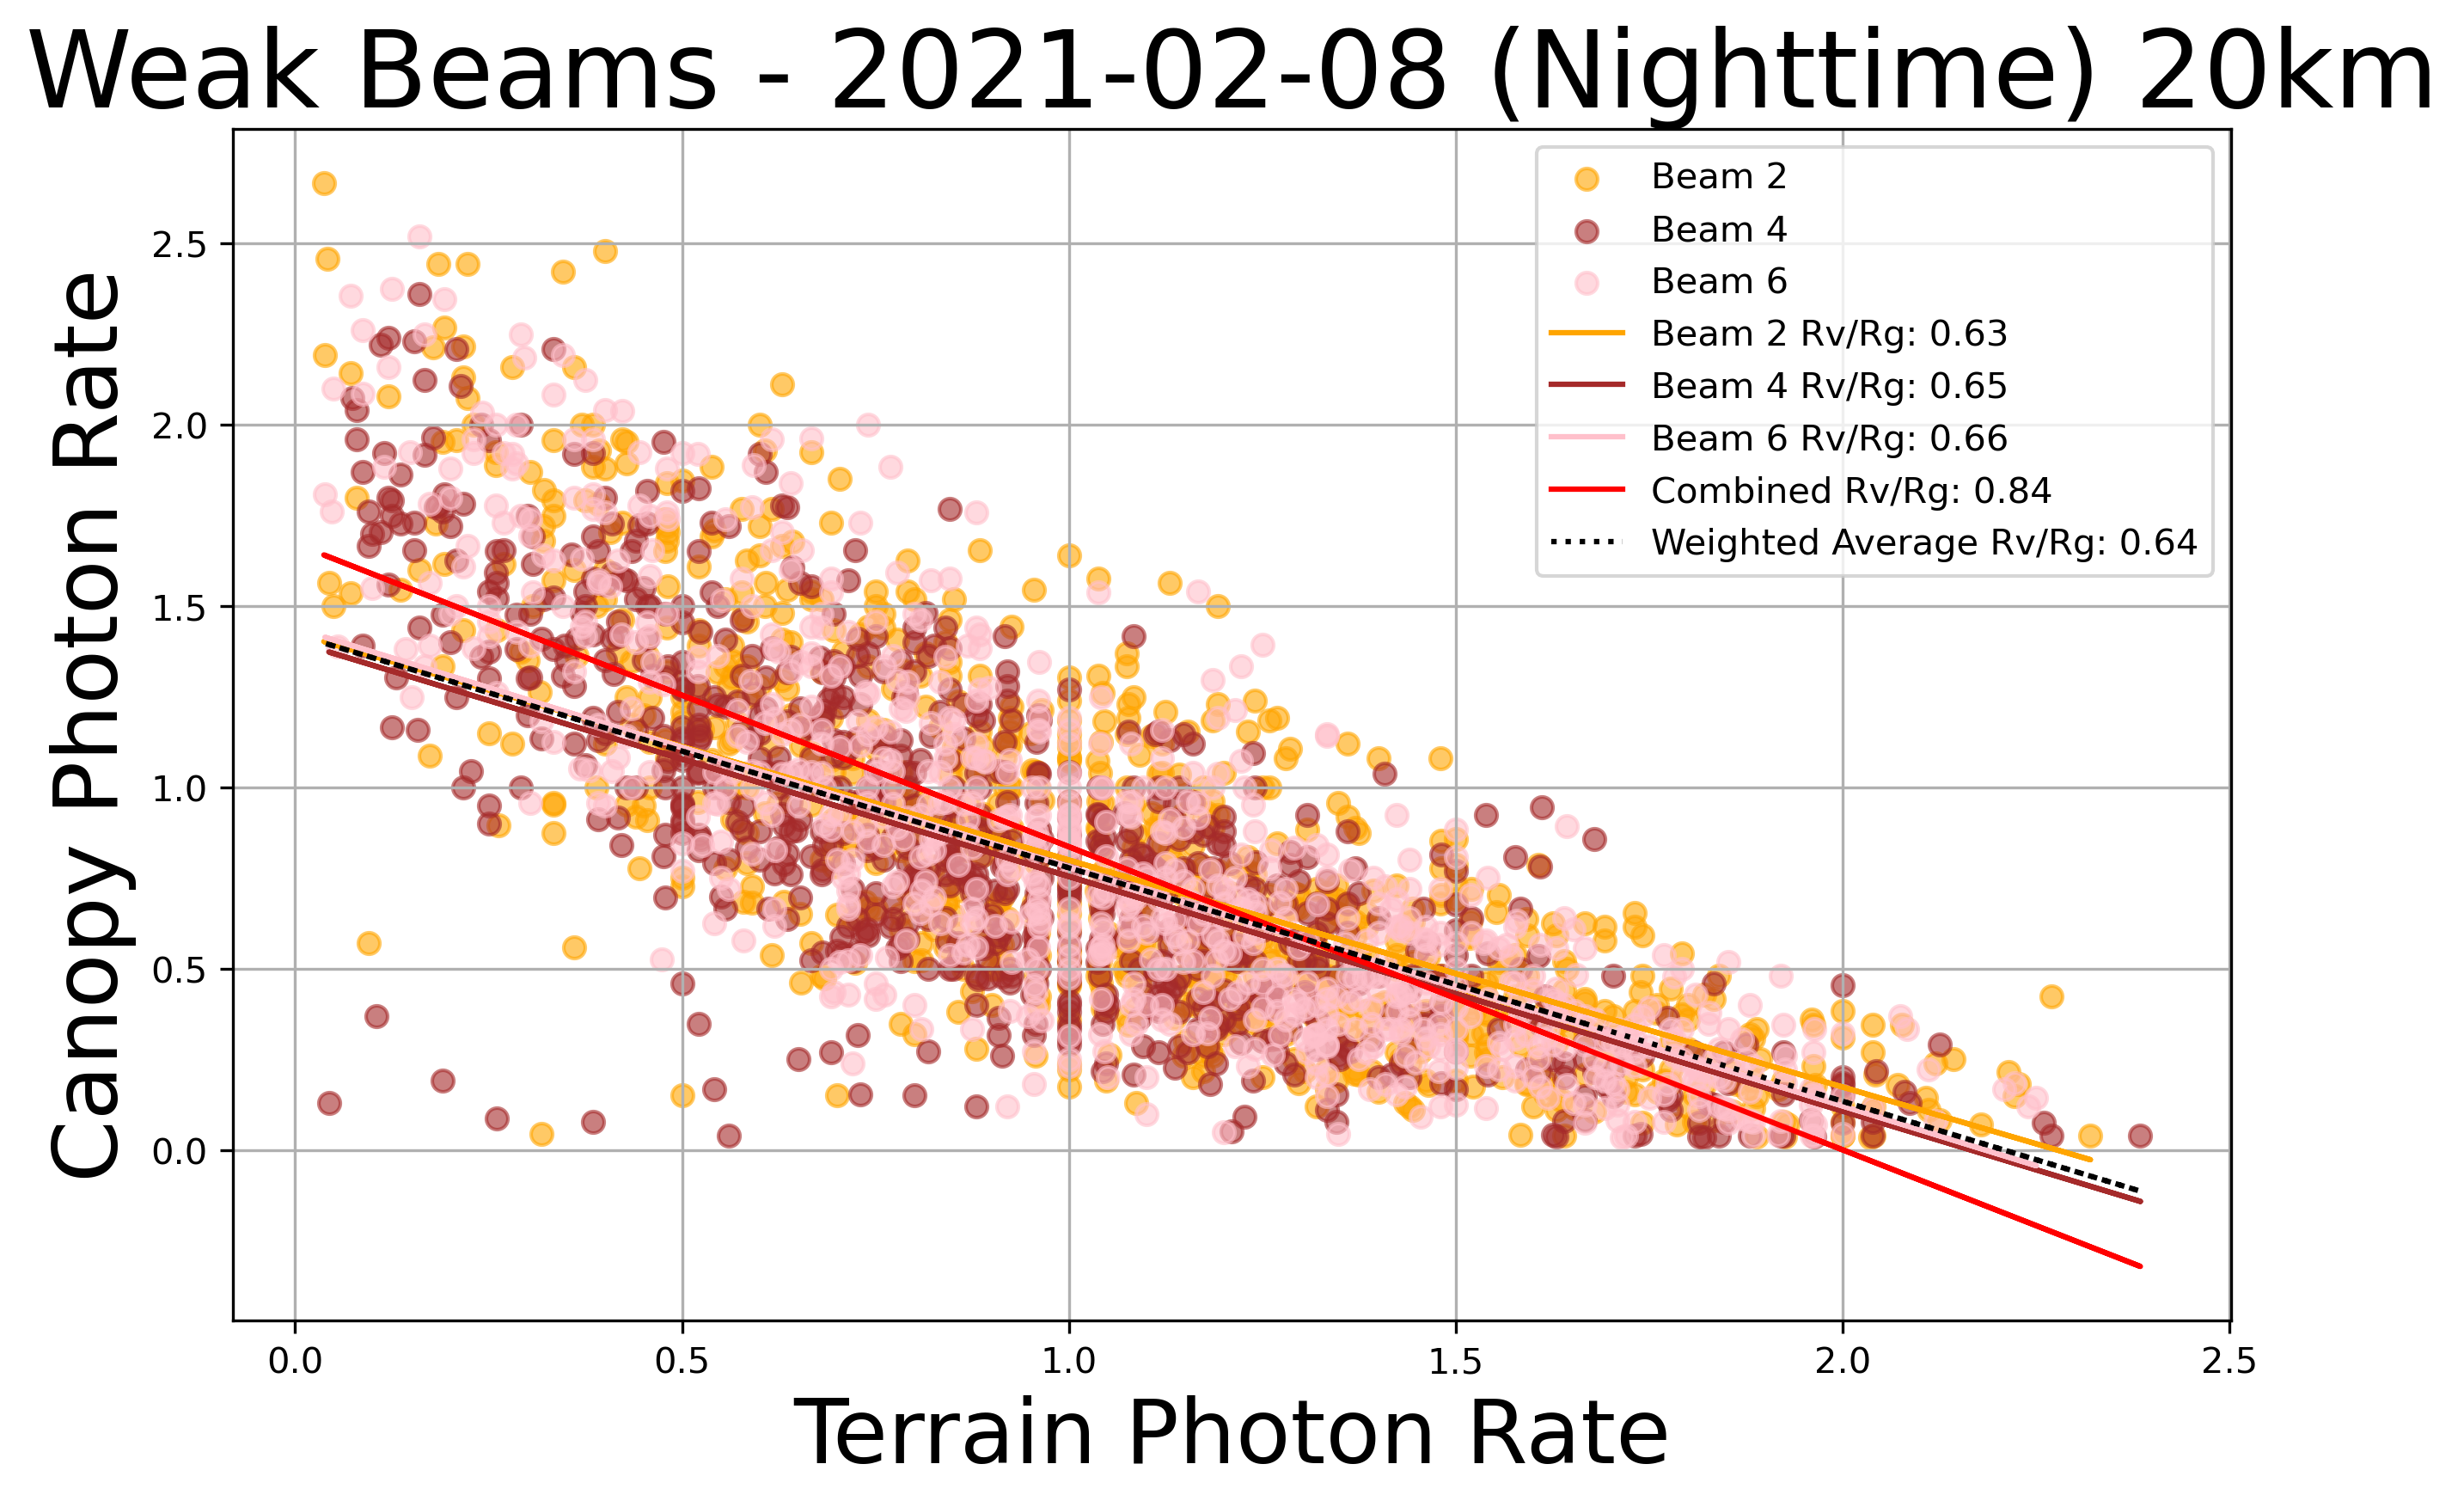 Weak Beams - 2021-02-08 (Nighttime) 20km
Canopy Photon Rate
2.5
2.0
1.5
1.0
0.5
0.0
Beam 2
Beam 4
Beam 6
Beam 2 Rv/Rg: 0.63
Beam 4 Rv/Rg: 0.65
Beam 6 Rv/Rg: 0.66
Combined Rv/Rg: 0.84
Weighted Average Rv/Rg: 0.64
0.0 0.5 1.0 1.5 2.0 2.5
Terrain Photon Rate